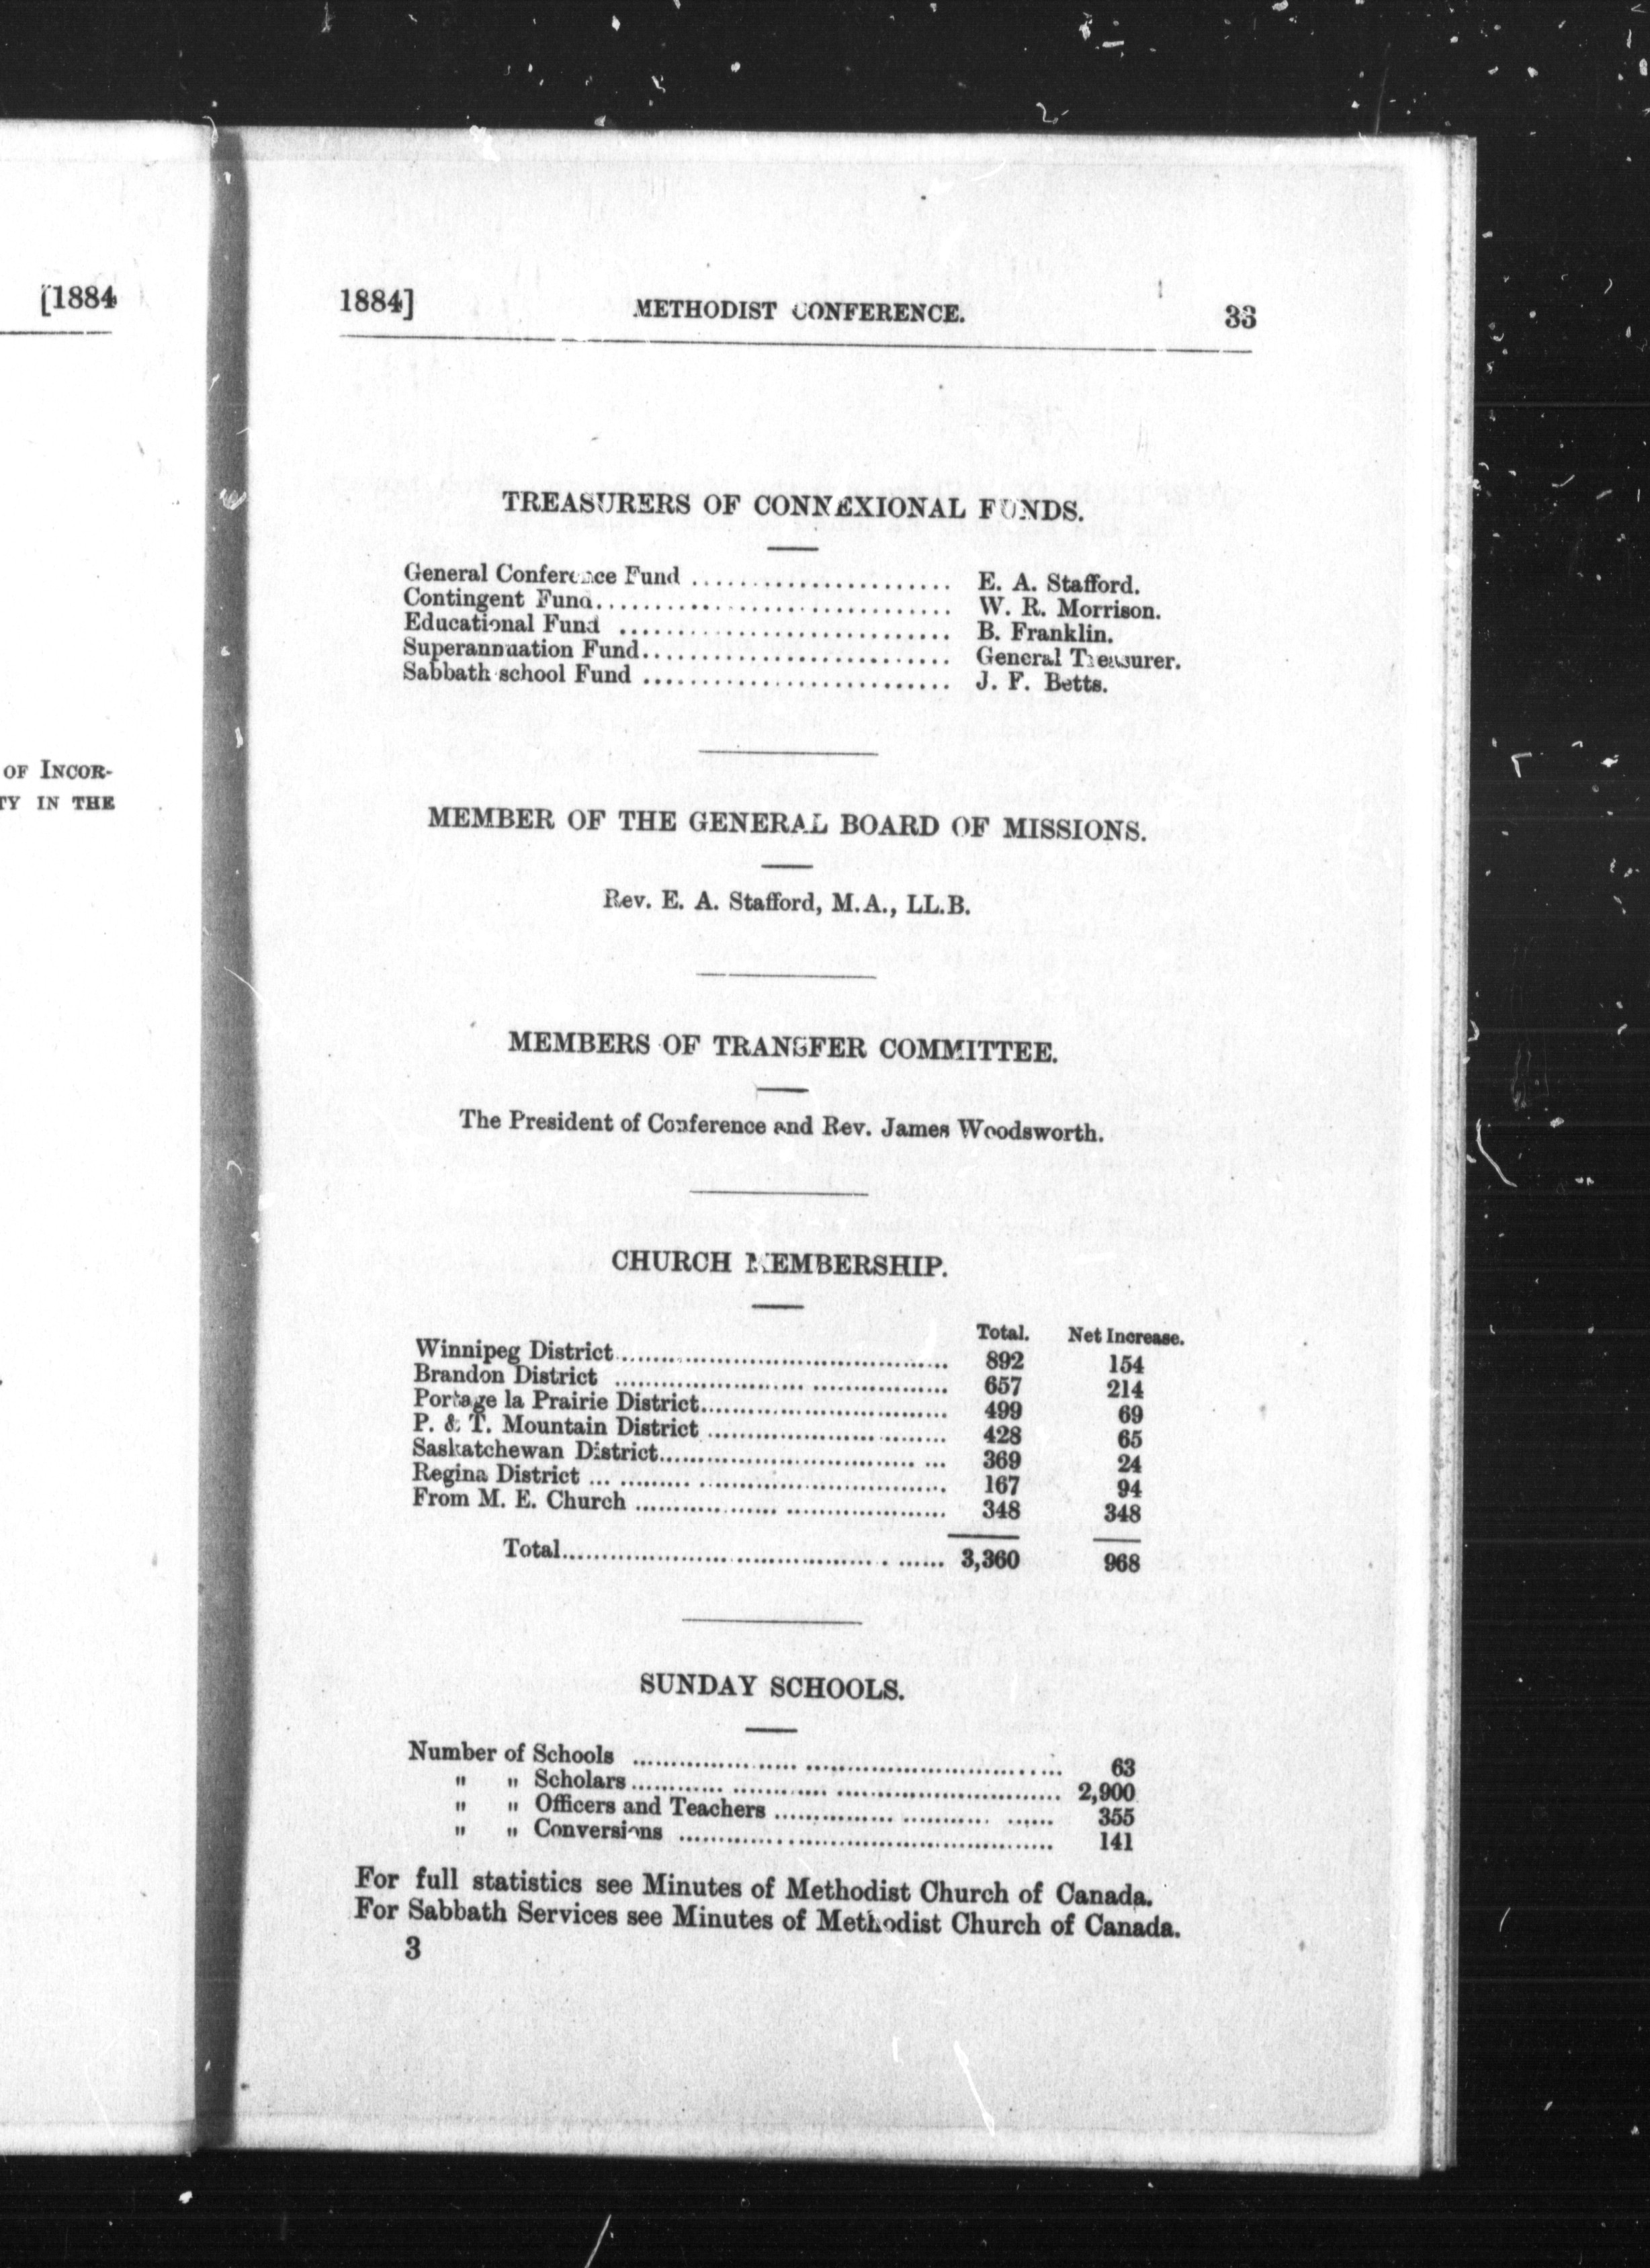 [1884
OF INCOR-
TY IN THE
1884] METHODIST CONFERENCE. 33
TREASURERS OF CONNEXIONAL FUNDS.
General Conference Fund ...................... E. A. Stafford.
Contingent Fund.............................. W. R. Morrison.
Educational Fund ............................ B. Franklin.
Superannuation Fund.......................... General Treasurer.
Sabbath school Fund .......................... J. F. Betts.
MEMBER OF THE GENERAL BOARD OF MISSIONS.
Rev. E. A. Stafford, M.A., LL.B.
MEMBERS OF TRANSFER COMMITTEE.
The President of Conference and Rev. James Woodsworth.
CHURCH MEMBERSHIP.
Total. Net Increase.
Winnipeg District................................ 892 154
Brandon District ................................ 657 214
Portage la Prairie District........................ 499 69
P. & T. Mountain District ........................ 428 65
Saskatchewan District............................ 369 24
Regina District ................................ 167 94
From M. E. Church .............................. 348 348
Total...................................... 3,360 968
SUNDAY SCHOOLS.
Number of Schools ........................................ 63
" " Scholars........................................ 2,900
" " Officers and Teachers ............................ 355
" " Conversions .................................... 141
For full statistics see Minutes of Methodist Church of Canada.
For Sabbath Services see Minutes of Methodist Church of Canada.
3